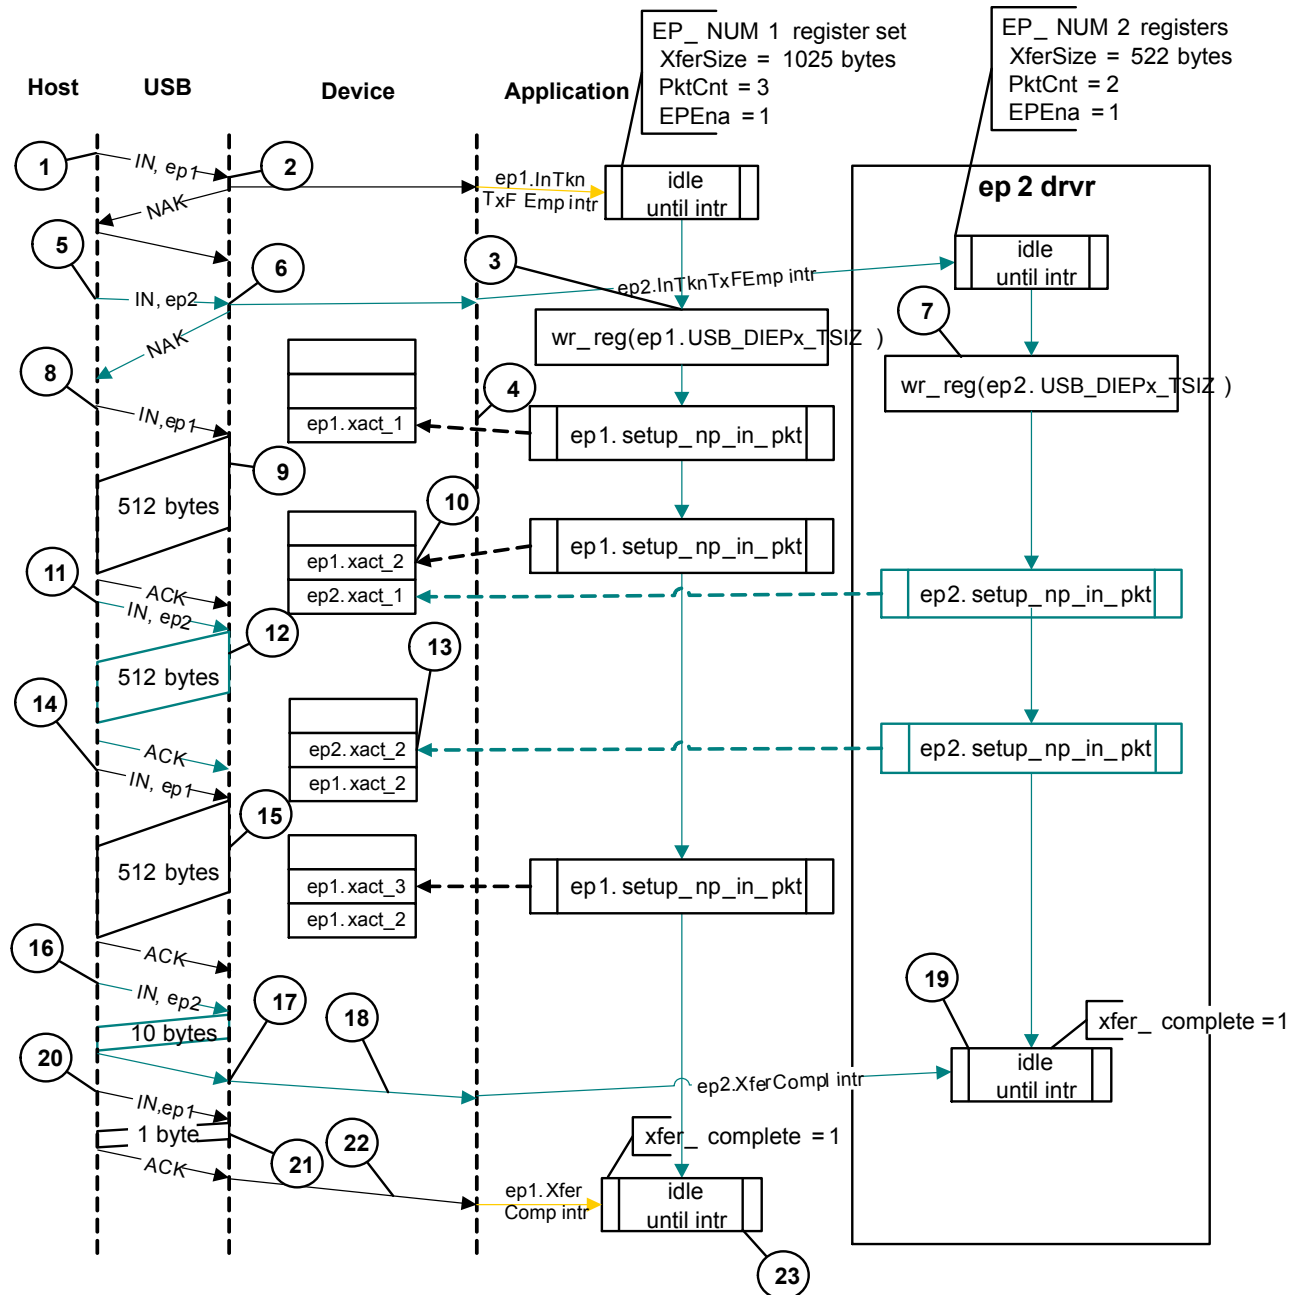 EP_ NUM 1 register set
XferSize = 1025 bytes
PktCnt = 3
EPEna = 1
EP_ NUM 2 registers
XferSize = 522 bytes
PktCnt = 2
EPEna = 1
Host
USB
Device
Application
1
IN, ep1
2
ep1.InTkn
TxF Emp intr
idle
until intr
ep 2 drvr
NAK
5
6
3
idle
until intr
IN, ep2
ep2.InTknTxFEmp intr
7
NAK
wr_reg(ep1.USB_DIEPx_TSIZ )
wr_reg(ep2. USB_DIEPx_TSIZ )
8
4
IN,ep1
ep1.xact_1
ep1. setup_np_in_pkt
9
10
512 bytes
ep1.xact_2
ep1. setup_np_in_pkt
11
ACK
ep2.xact_1
ep2. setup_np_in_pkt
IN, ep2
12
13
512 bytes
14
ACK
ep2.xact_2
ep2. setup_np_in_pkt
IN, ep1
ep1.xact_2
15
512 bytes
ep1.xact_3
ep1. setup_np_in_pkt
ep1.xact_2
16
ACK
IN, ep2
17
18
19
xfer_ complete = 1
10 bytes
idle
until intr
20
ep2.XferCompl intr
IN,ep1
1 byte
xfer_ complete = 1
ACK
21
22
ep1.Xfer
Comp intr
idle
until intr
23